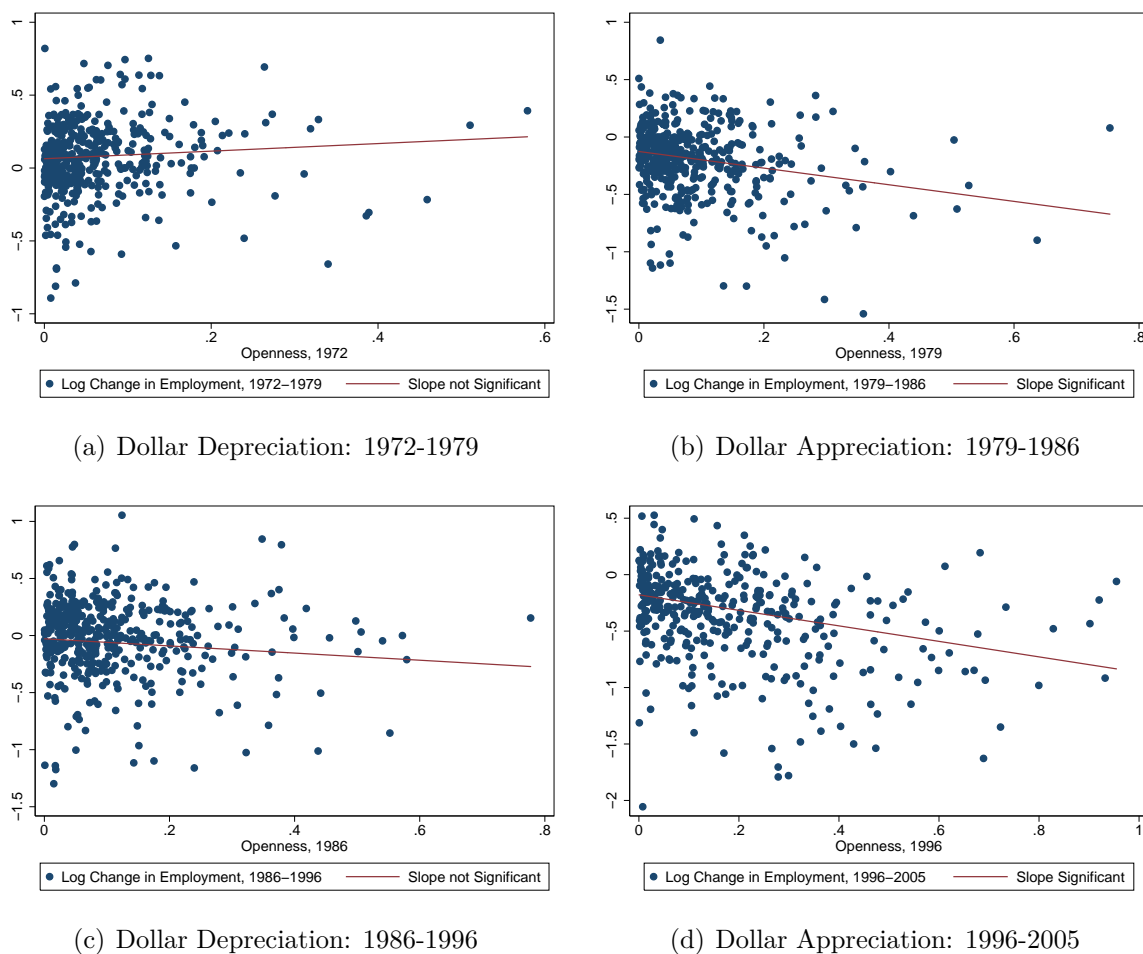 1
.5
0
−.5
−1
0
.2
.4
.6
Openness, 1972
Log Change in Employment, 1972−1979
Slope not Significant
(a) Dollar Depreciation: 1972-1979
1
.5
0
−.5
−1
−1.5
0
.2
.4
.6
.8
Openness, 1979
Log Change in Employment, 1979−1986
Slope Significant
(b) Dollar Appreciation: 1979-1986
1
.5
0
−.5
−1
−1.5
0
.2
.4
.6
.8
Openness, 1986
Log Change in Employment, 1986−1996
Slope not Significant
(c) Dollar Depreciation: 1986-1996
.5
0
−.5
−1
−1.5
−2
0
.2
.4
.6
.8
1
Openness, 1996
Log Change in Employment, 1996−2005
Slope Significant
(d) Dollar Appreciation: 1996-2005